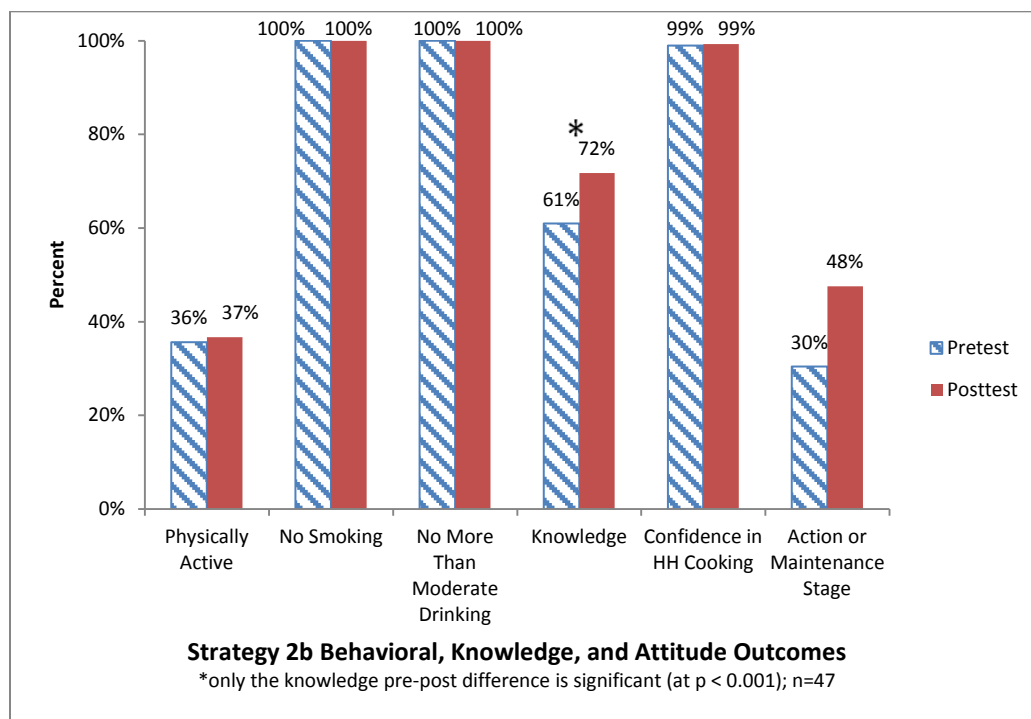 100% 100%
100% 100%
99% 99%
100%
80%
60%
40%
20%
0%
Percent
36% 37%
*
61%
72%
30%
48%
Pretest
Posttest
Physically
Active
No Smoking
No More
Than
Moderate
Drinking
Knowledge
Confidence in
HH Cooking
Action or
Maintenance
Stage
Strategy 2b Behavioral, Knowledge, and Attitude Outcomes
*only the knowledge pre-post difference is significant (at p < 0.001); n=47